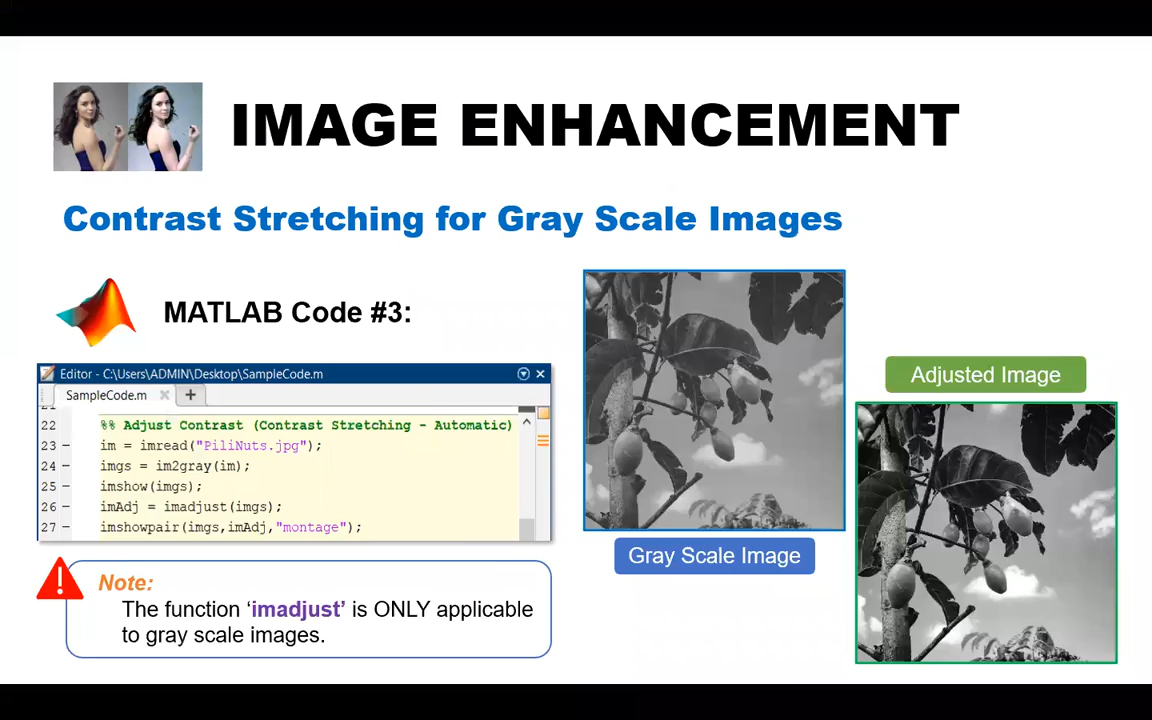 IMAGE ENHANCEMENT
Contrast Stretching for Gray Scale Images
MATLAB Code #3:
Editor - C:\Users\ADMIN\Desktop\SampleCode.m
SampleCode.m
22 %% Adjust Contrast (Contrast Stretching - Automatic)
23 - im = imread("PiliNuts.jpg");
24 - imgs = im2gray(im);
25 - imshow(imgs);
26 - imAdj = imadjust(imgs);
27 - imshowpair(imgs,imAdj,"montage");
Note:
The function ‘imadjust’ is ONLY applicable
to gray scale images.
Gray Scale Image
Adjusted Image